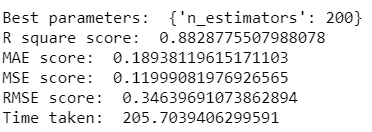 Best parameters:  {'n_estimators': 200}
R square score:  0.8828775507988078
MAE score:  0.18938119615171103
MSE score:  0.11999081976926565
RMSE score:  0.34639691073862894
Time taken:  205.7039406299591